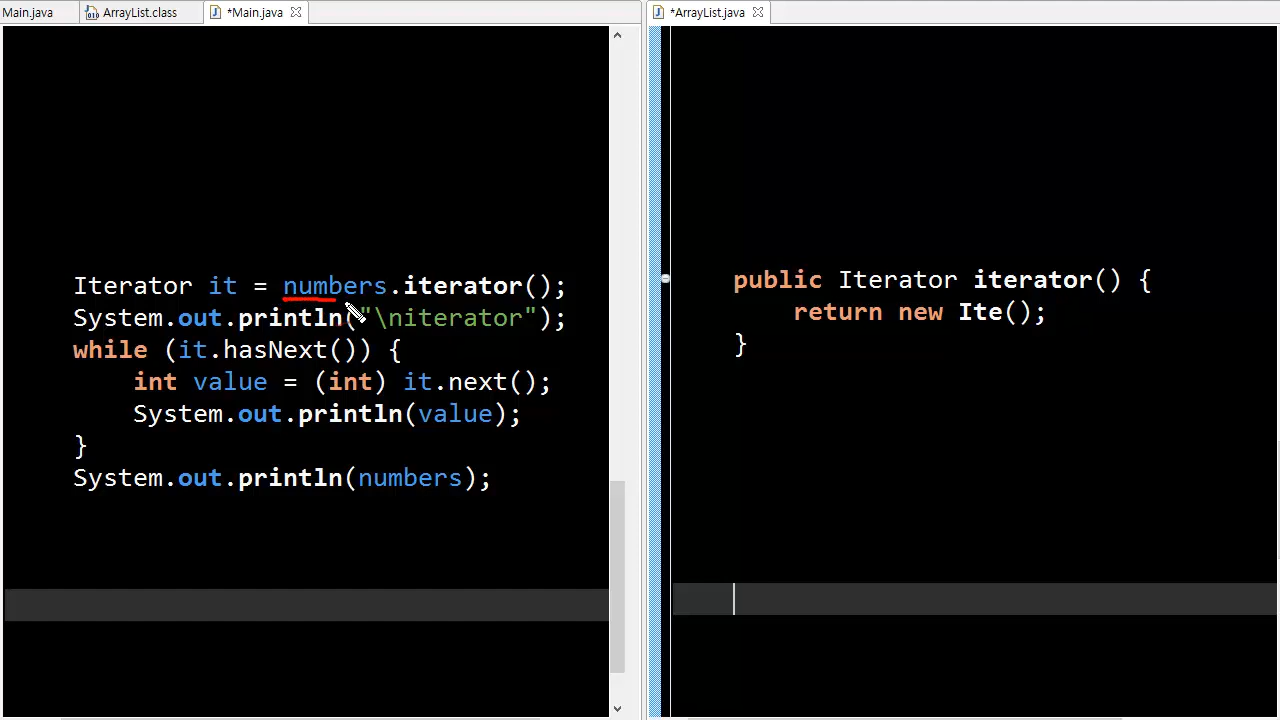 Main.java
ArrayList.class
*Main.java
*ArrayList.java
Iterator it = numbers.iterator();
System.out.println("\niterator");
while (it.hasNext()) {
int value = (int) it.next();
System.out.println(value);
}
System.out.println(numbers);
public Iterator iterator() {
return new Ite();
}